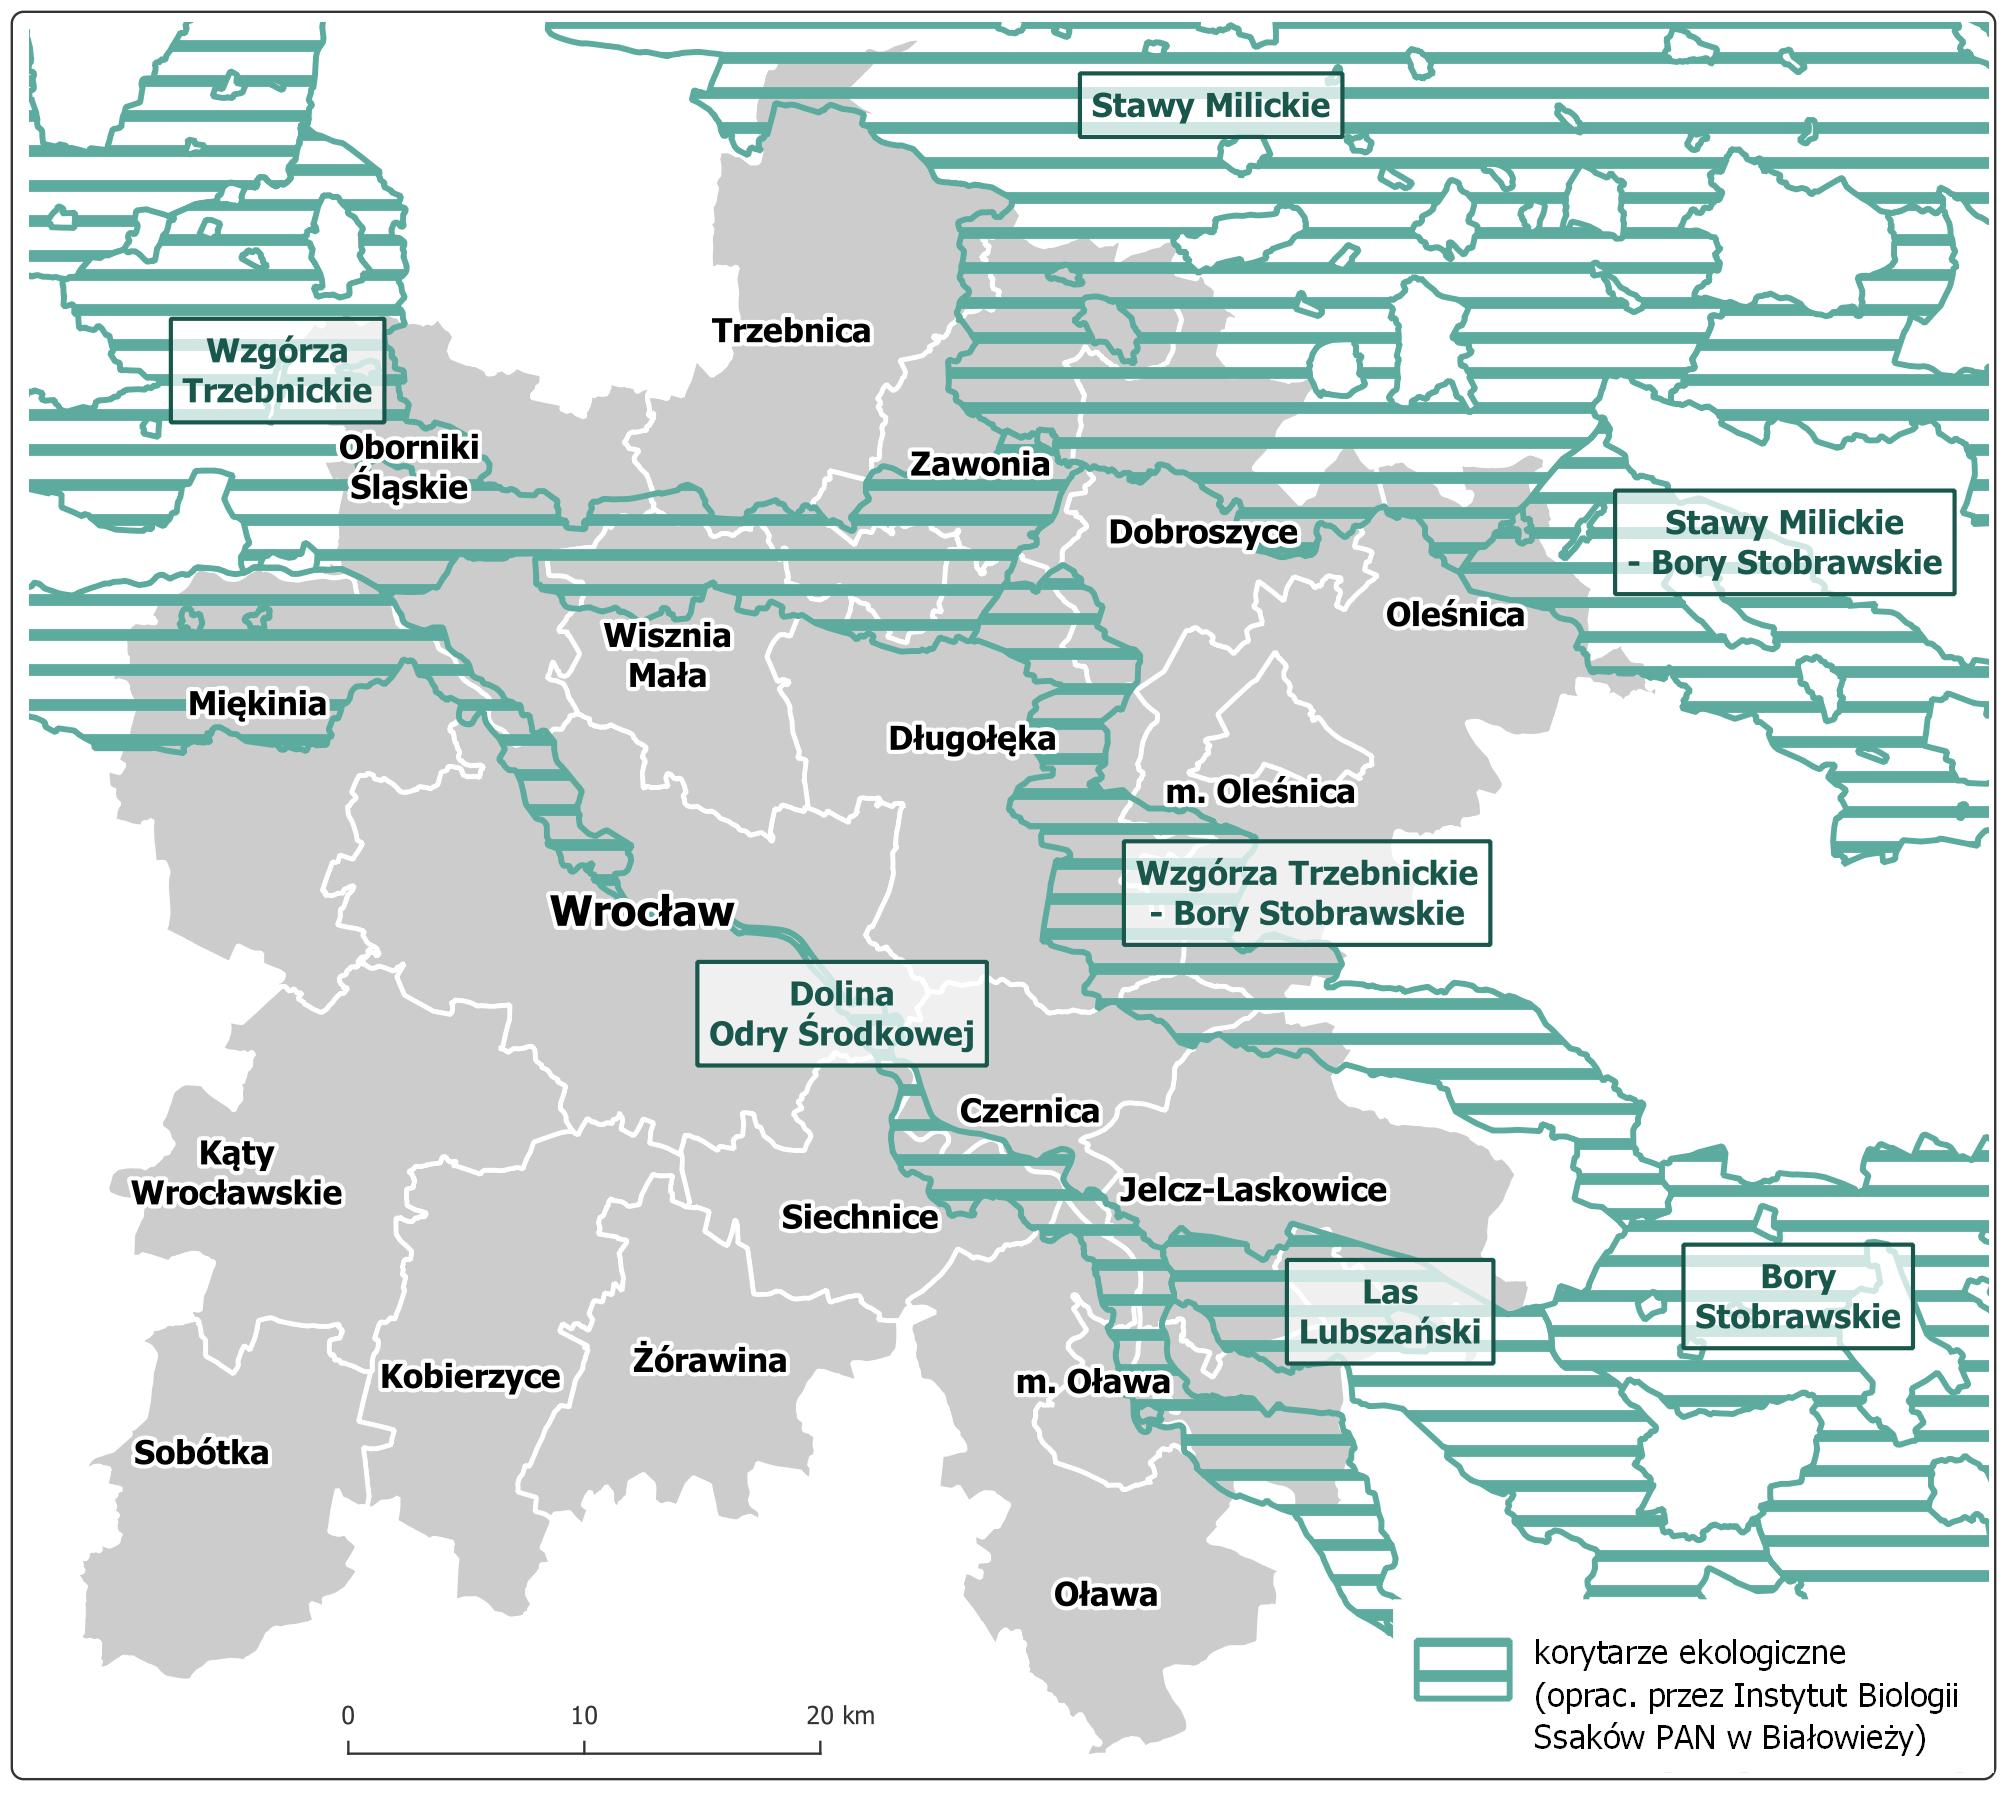 Stawy Milickie
Trzebnica
Wzgórza
Trzebnickie
Oborniki
Śląskie
Zawonia
Dobroszyce
Stawy Milickie
- Bory Stobrawskie
Oleśnica
Wisznia
Mała
Miękinia
Długołęka
m. Oleśnica
Wzgórza Trzebnickie
- Bory Stobrawskie
Wrocław
Dolina
Odry Środkowej
Czernica
Kąty
Wrocławskie
Jelcz-Laskowice
Siechnice
Las
Lubszański
Bory
Stobrawskie
Żórawina
Kobierzyce
m. Oława
Sobótka
Oława
korytarze ekologiczne
(oprac. przez Instytut Biologii
Ssaków PAN w Białowieży)
0 10 20 km